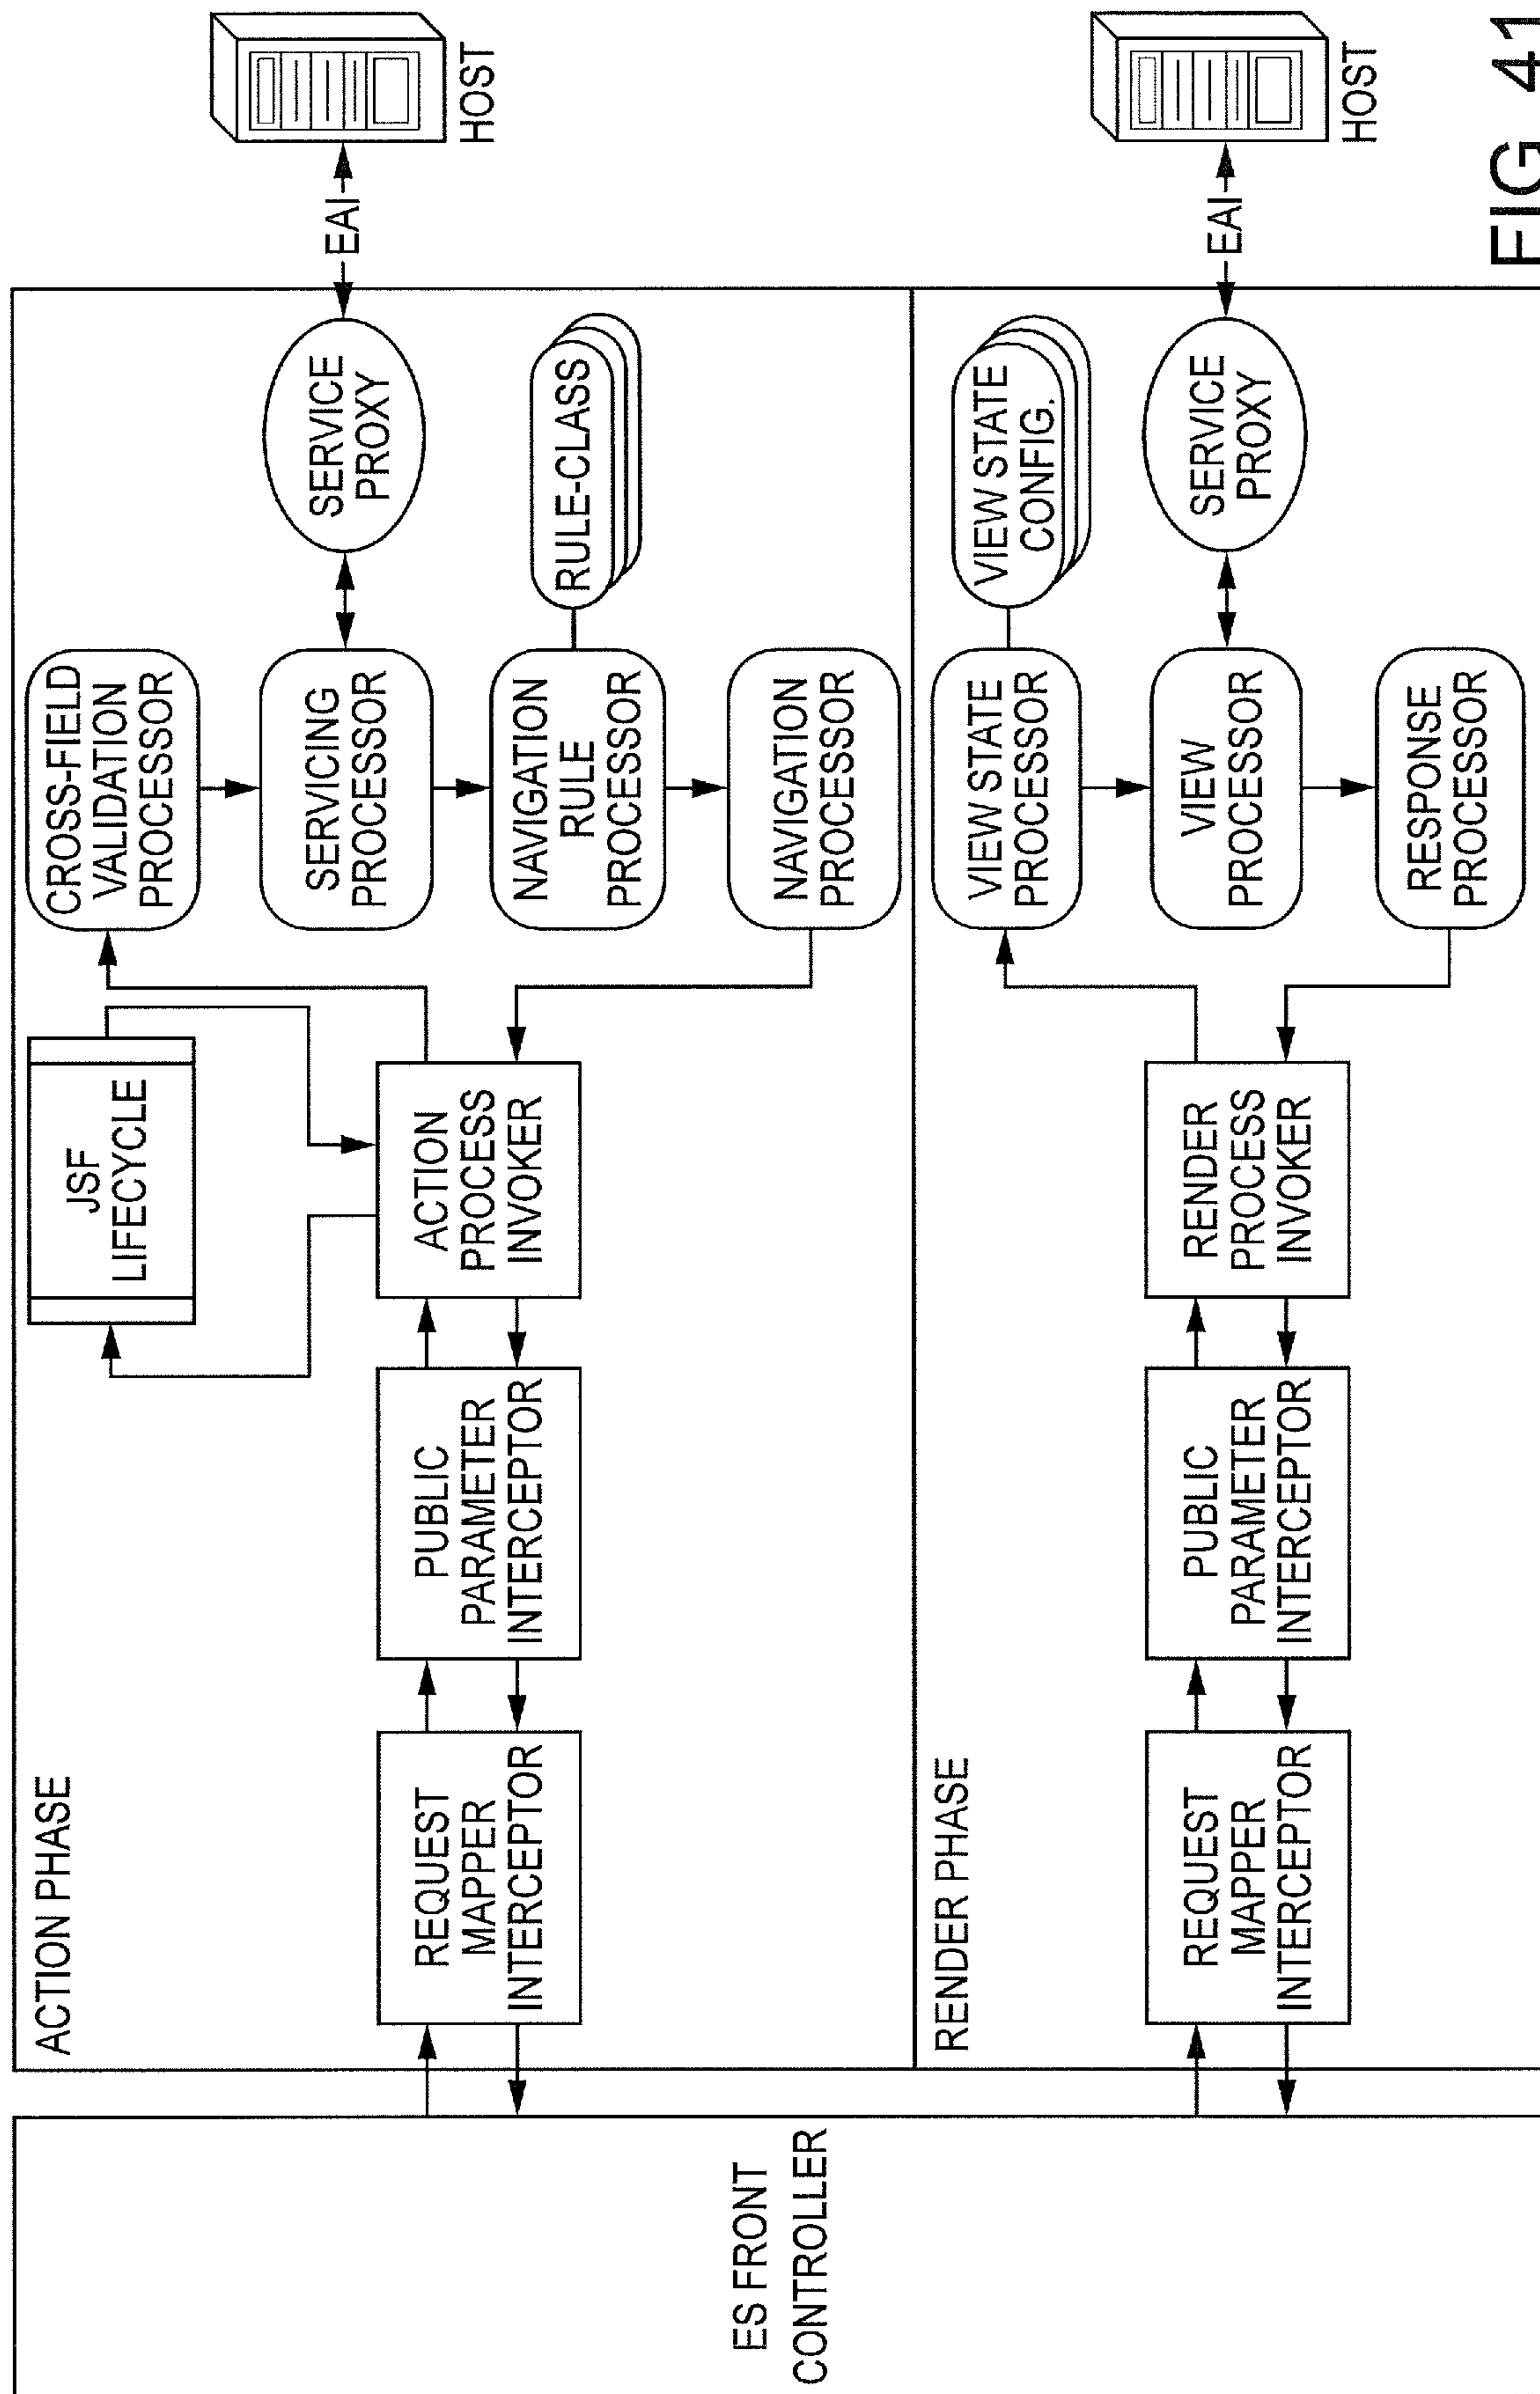 ES FRONT
CONTROLLER
ACTION PHASE
REQUEST
MAPPER
INTERCEPTOR
PUBLIC
PARAMETER
INTERCEPTOR
ACTION
PROCESS
INVOKER
JSF
LIFECYCLE
CROSS-FIELD
VALIDATION
PROCESSOR
SERVICING
PROCESSOR
NAVIGATION
RULE
PROCESSOR
NAVIGATION
PROCESSOR
SERVICE
PROXY
RULE-CLASS
EAI
HOST
RENDER PHASE
REQUEST
MAPPER
INTERCEPTOR
PUBLIC
PARAMETER
INTERCEPTOR
RENDER
PROCESS
INVOKER
VIEW STATE
PROCESSOR
VIEW
PROCESSOR
RESPONSE
PROCESSOR
VIEW STATE
CONFIG.
SERVICE
PROXY
EAI
HOST
FIG. 41